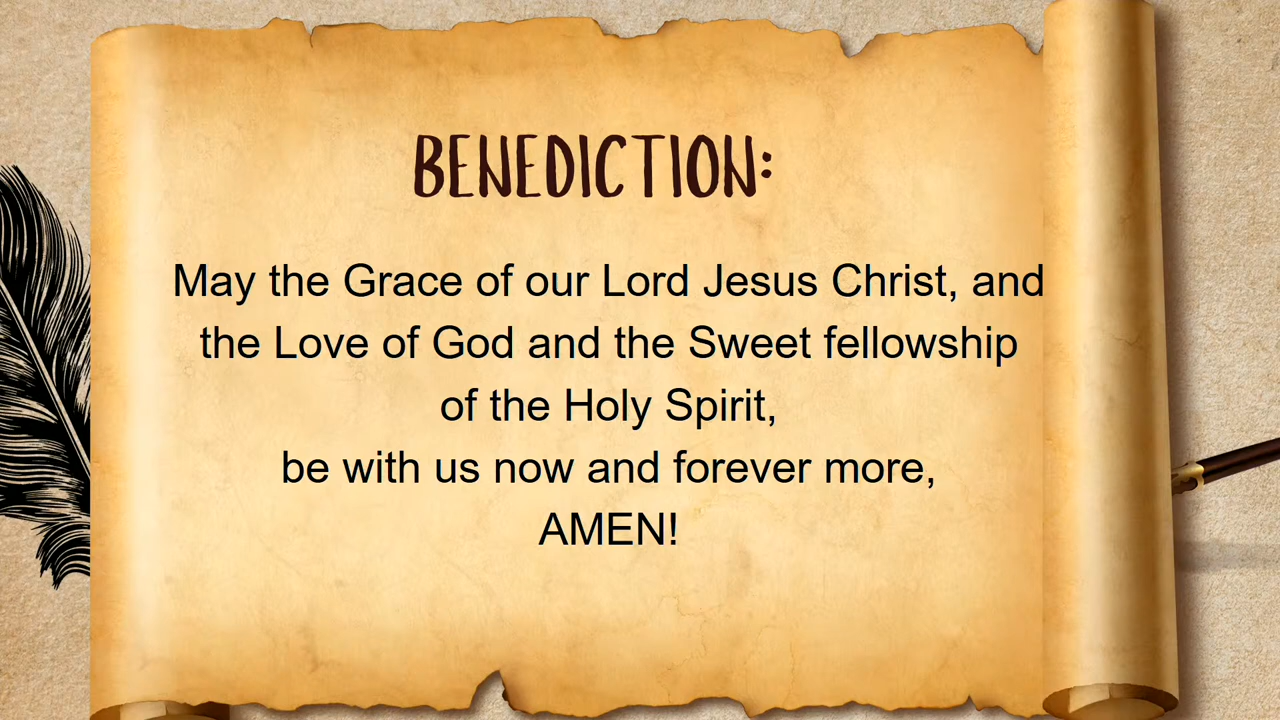 BENEDICTION:
May the Grace of our Lord Jesus Christ, and
the Love of God and the Sweet fellowship
of the Holy Spirit,
be with us now and forever more,
AMEN!